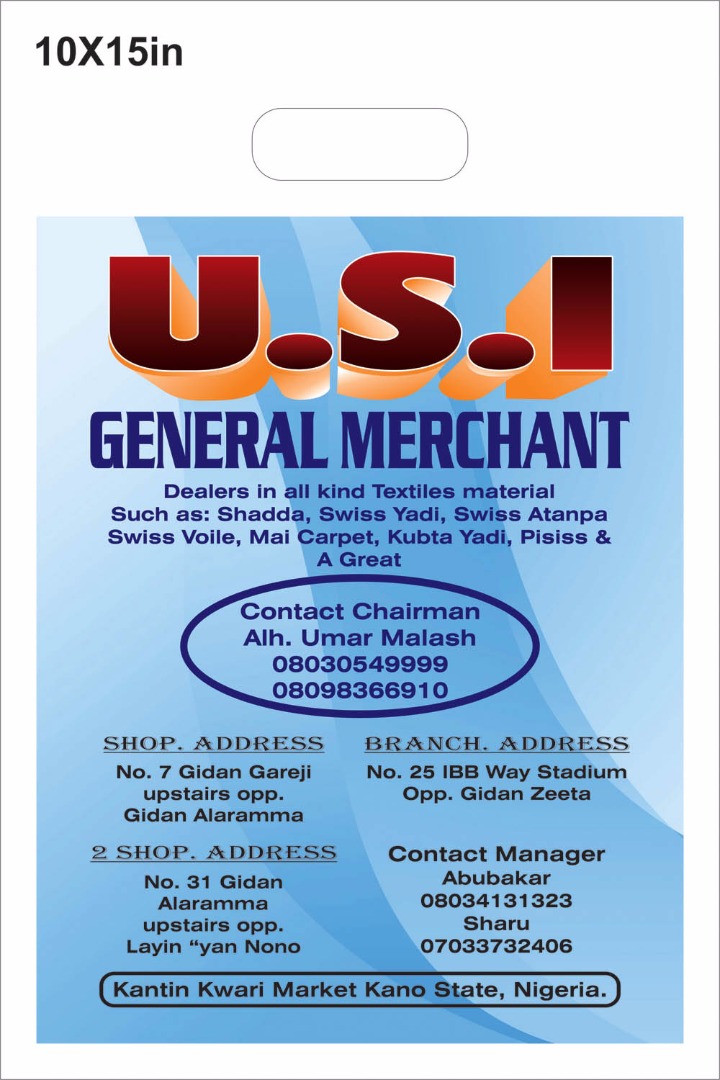 10X15in
U.S.I
GENERAL MERCHANT
Dealers in all kind Textiles material
Such as: Shadda, Swiss Yadi, Swiss Atanpa
Swiss Voile, Mai Carpet, Kubta Yadi, Pisiss &
A Great
Contact Chairman
Alh. Umar Malash
08030549999
08098366910
SHOP. ADDRESS
No. 7 Gidan Gareji
upstairs opp.
Gidan Alaramma
BRANCH. ADDRESS
No. 25 IBB Way Stadium
Opp. Gidan Zeeta
2 SHOP. ADDRESS
No. 31 Gidan
Alaramma
upstairs opp.
Layin “yan Nono
Contact Manager
Abubakar
08034131323
Sharu
07033732406
Kantin Kwari Market Kano State, Nigeria.